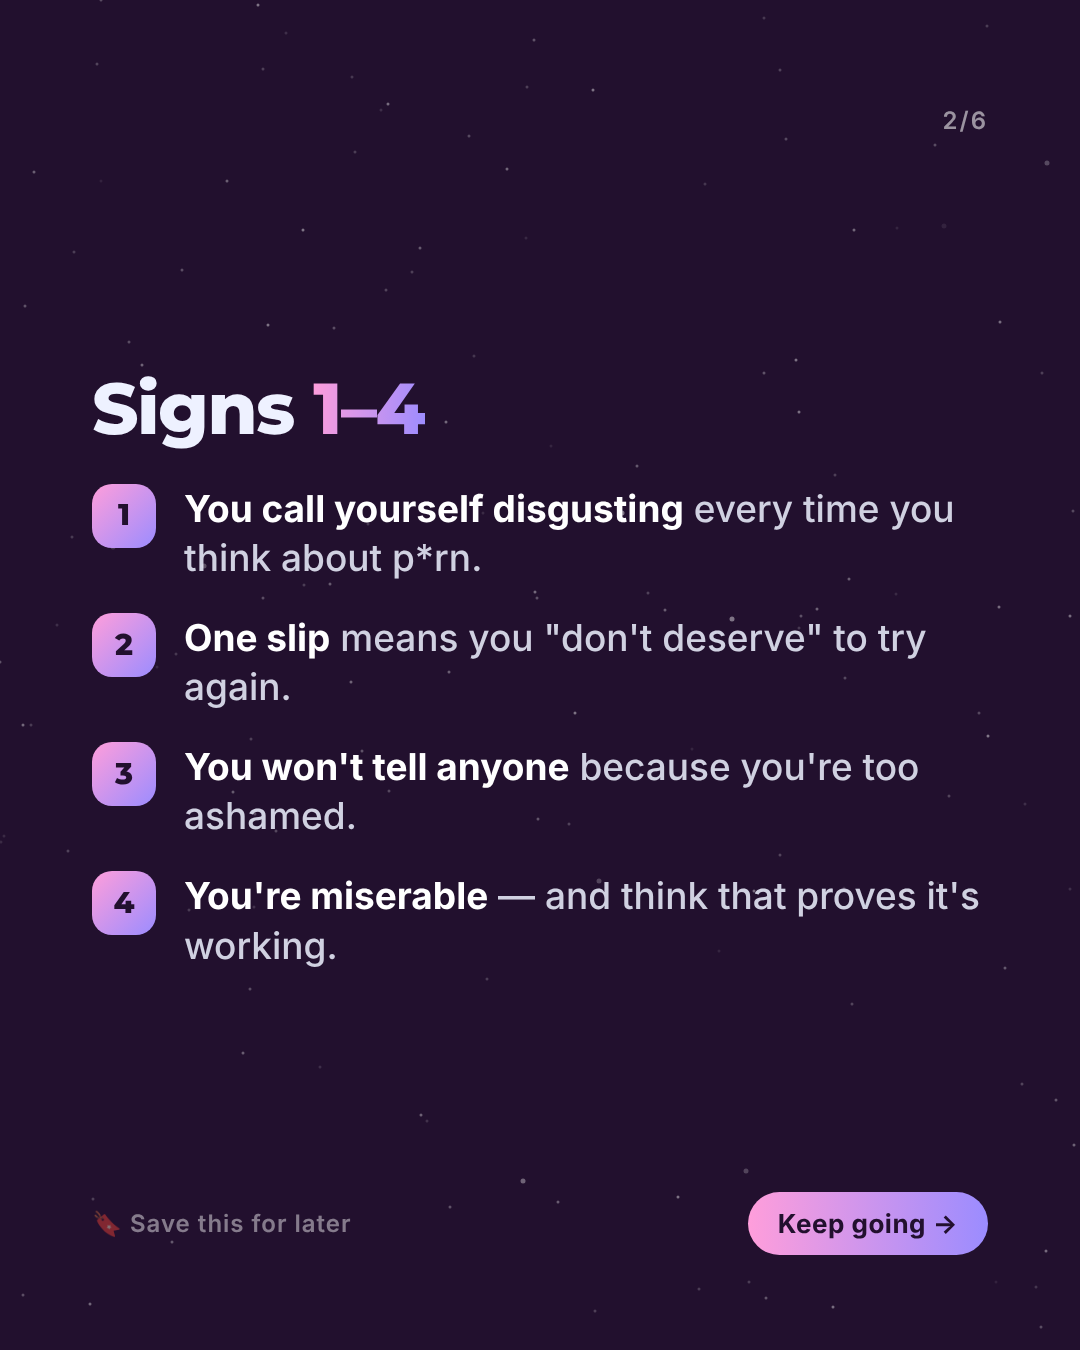 2/6
Signs 1–4
1
You call yourself disgusting every time you
think about p*rn.
2
One slip means you "don't deserve" to try
again.
3
You won't tell anyone because you're too
ashamed.
4
You're miserable — and think that proves it's
working.
🔖 Save this for later
Keep going →